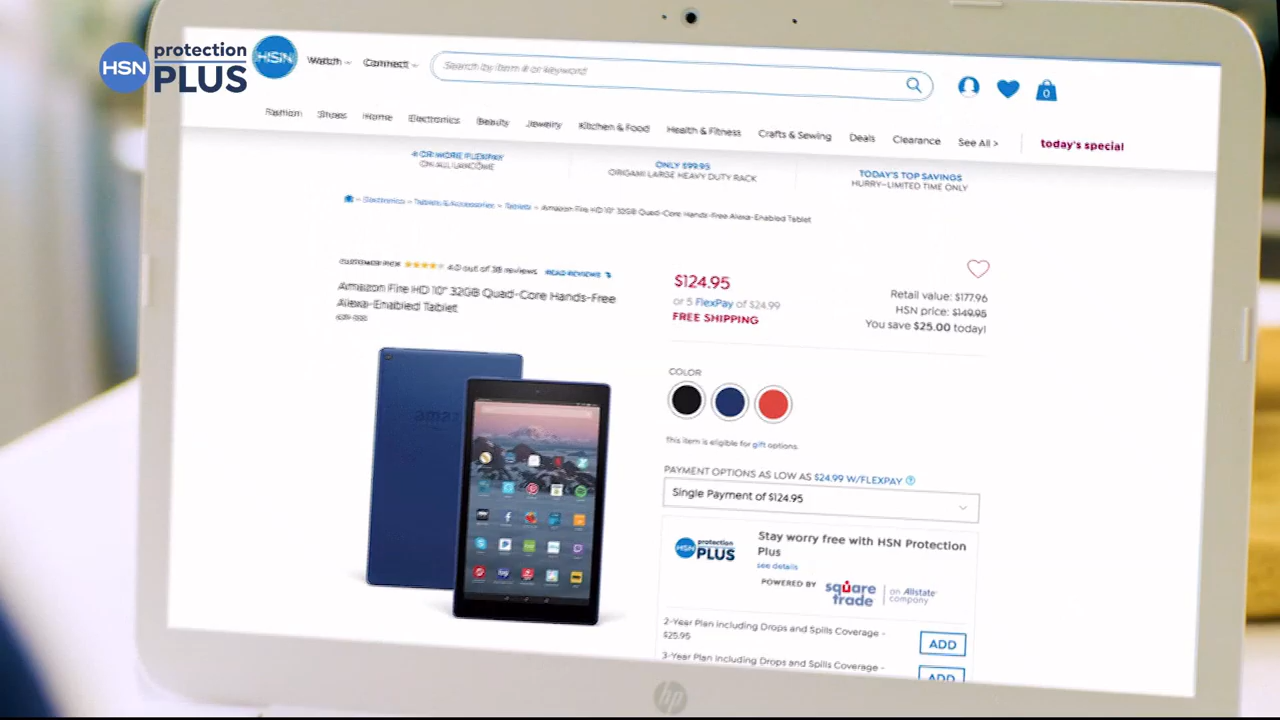 HSN protection PLUS
HSN
Watch
Connect
Search by item # or keyword
0
Fashion
Shoes
Home
Electronics
Beauty
Jewelry
Kitchen & Food
Health & Fitness
Crafts & Sewing
Deals
Clearance
See All >
today's special
4 OR MORE FLEXPAY
ON ALL LANCÔME
ONLY $99.95
ORIGAMI LARGE HEAVY DUTY RACK
TODAY'S TOP SAVINGS
HURRY–LIMITED TIME ONLY
Electronics - Tablets & Accessories - Tablets - Amazon Fire HD 10" 32GB Quad-Core Hands-Free Alexa-Enabled Tablet
CUSTOMER PICK
4.0 out of 38 reviews
READ REVIEWS
Amazon Fire HD 10" 32GB Quad-Core Hands-Free
Alexa-Enabled Tablet
$124.95
or 5 FlexPay of $24.99
FREE SHIPPING
Retail value: $177.96
HSN price: $149.95
You save $25.00 today!
COLOR
This item is eligible for gift options.
PAYMENT OPTIONS AS LOW AS $24.99 W/FLEXPAY ?
Single Payment of $124.95
HSN protection PLUS
Stay worry free with HSN Protection
Plus
see details
POWERED BY
square trade
an Allstate company
2-Year Plan including Drops and Spills Coverage -
$25.95
ADD
3-Year Plan including Drops and Spills Coverage -
ADD
hp